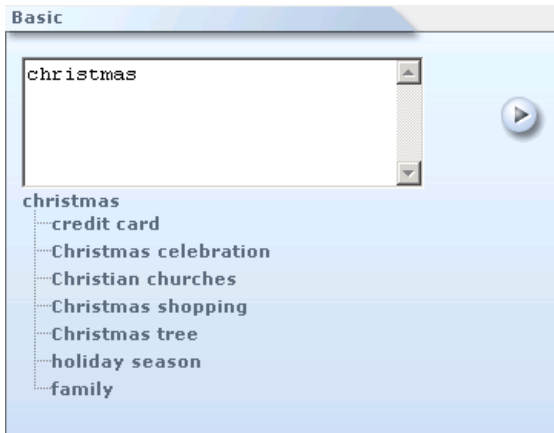 Basic
christmas
christmas
credit card
Christmas celebration
Christian churches
Christmas shopping
Christmas tree
holiday season
family